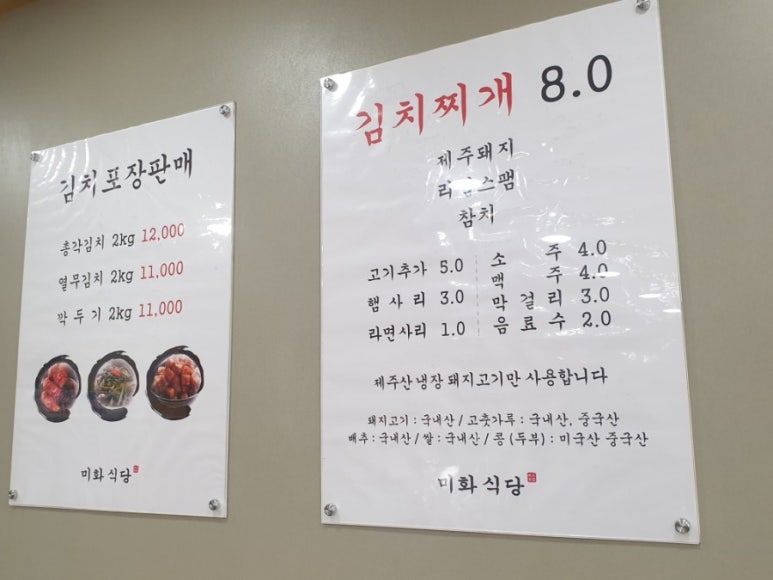 김치포장판매
총각김치 2kg 12,000
열무김치 2kg 11,000
깍두기 2kg 11,000
미화식당
김치찌개 8.0
제주돼지
스팸
참치
고기추가 5.0
햄사리 3.0
라면사리 1.0
소주 4.0
맥주 4.0
막걸리 3.0
음료수 2.0
제주산 냉장 돼지고기만 사용합니다
돼지고기 : 국내산 / 고춧가루 : 국내산, 중국산
배추 : 국내산 / 쌀 : 국내산 / 콩 (두부) : 미국산 중국산
미화식당